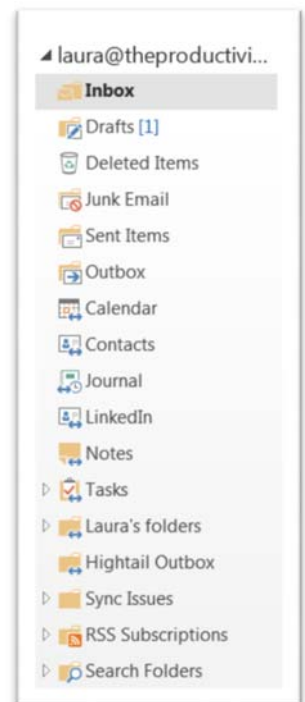 laura@theproductivi...
Inbox
Drafts [1]
Deleted Items
Junk Email
Sent Items
Outbox
Calendar
Contacts
Journal
LinkedIn
Notes
Tasks
Laura's folders
Hightail Outbox
Sync Issues
RSS Subscriptions
Search Folders